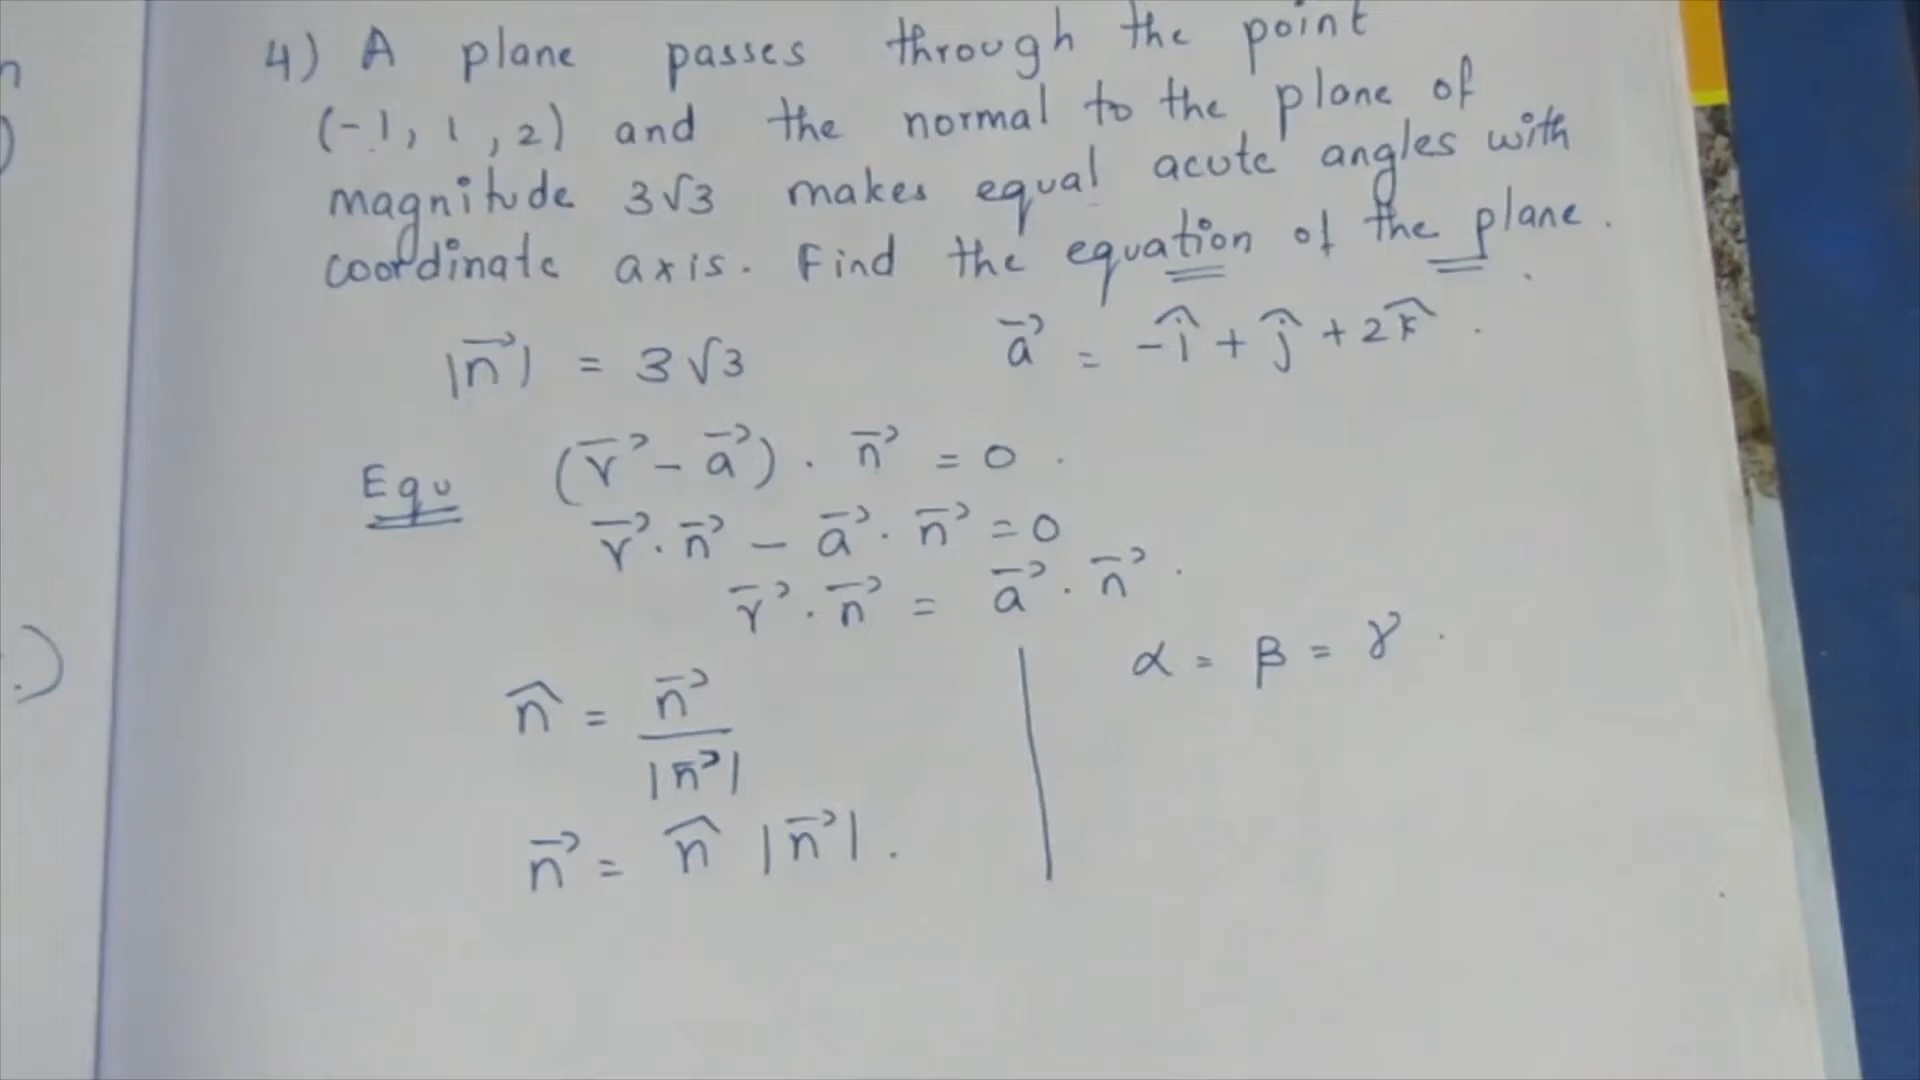 4) A plane passes through the point
(-1, 1, 2) and the normal to the plane of
magnitude 3√3 makes equal acute angles with
coordinate axis. Find the equation of the plane.
|n⃗| = 3√3 a⃗ = -î + ĵ + 2k̂.
Equ (r⃗ - a⃗) . n⃗ = 0.
r⃗ . n⃗ - a⃗ . n⃗ = 0
r⃗ . n⃗ = a⃗ . n⃗.
α = β = γ.
n̂ = n⃗ / |n⃗|
n⃗ = n̂ |n⃗|.